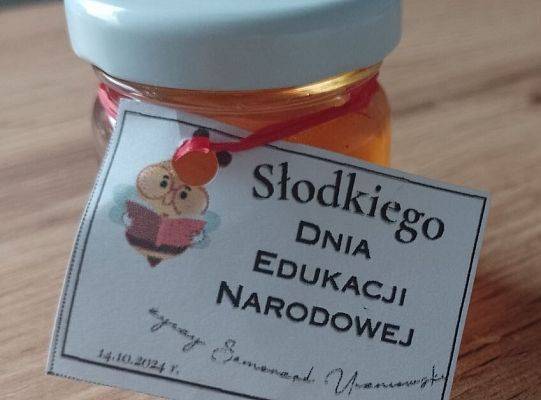 Słodkiego
DNIA
EDUKACJI
NARODOWEJ
życzy Samorząd Uczniowski
14.10.2024 r.